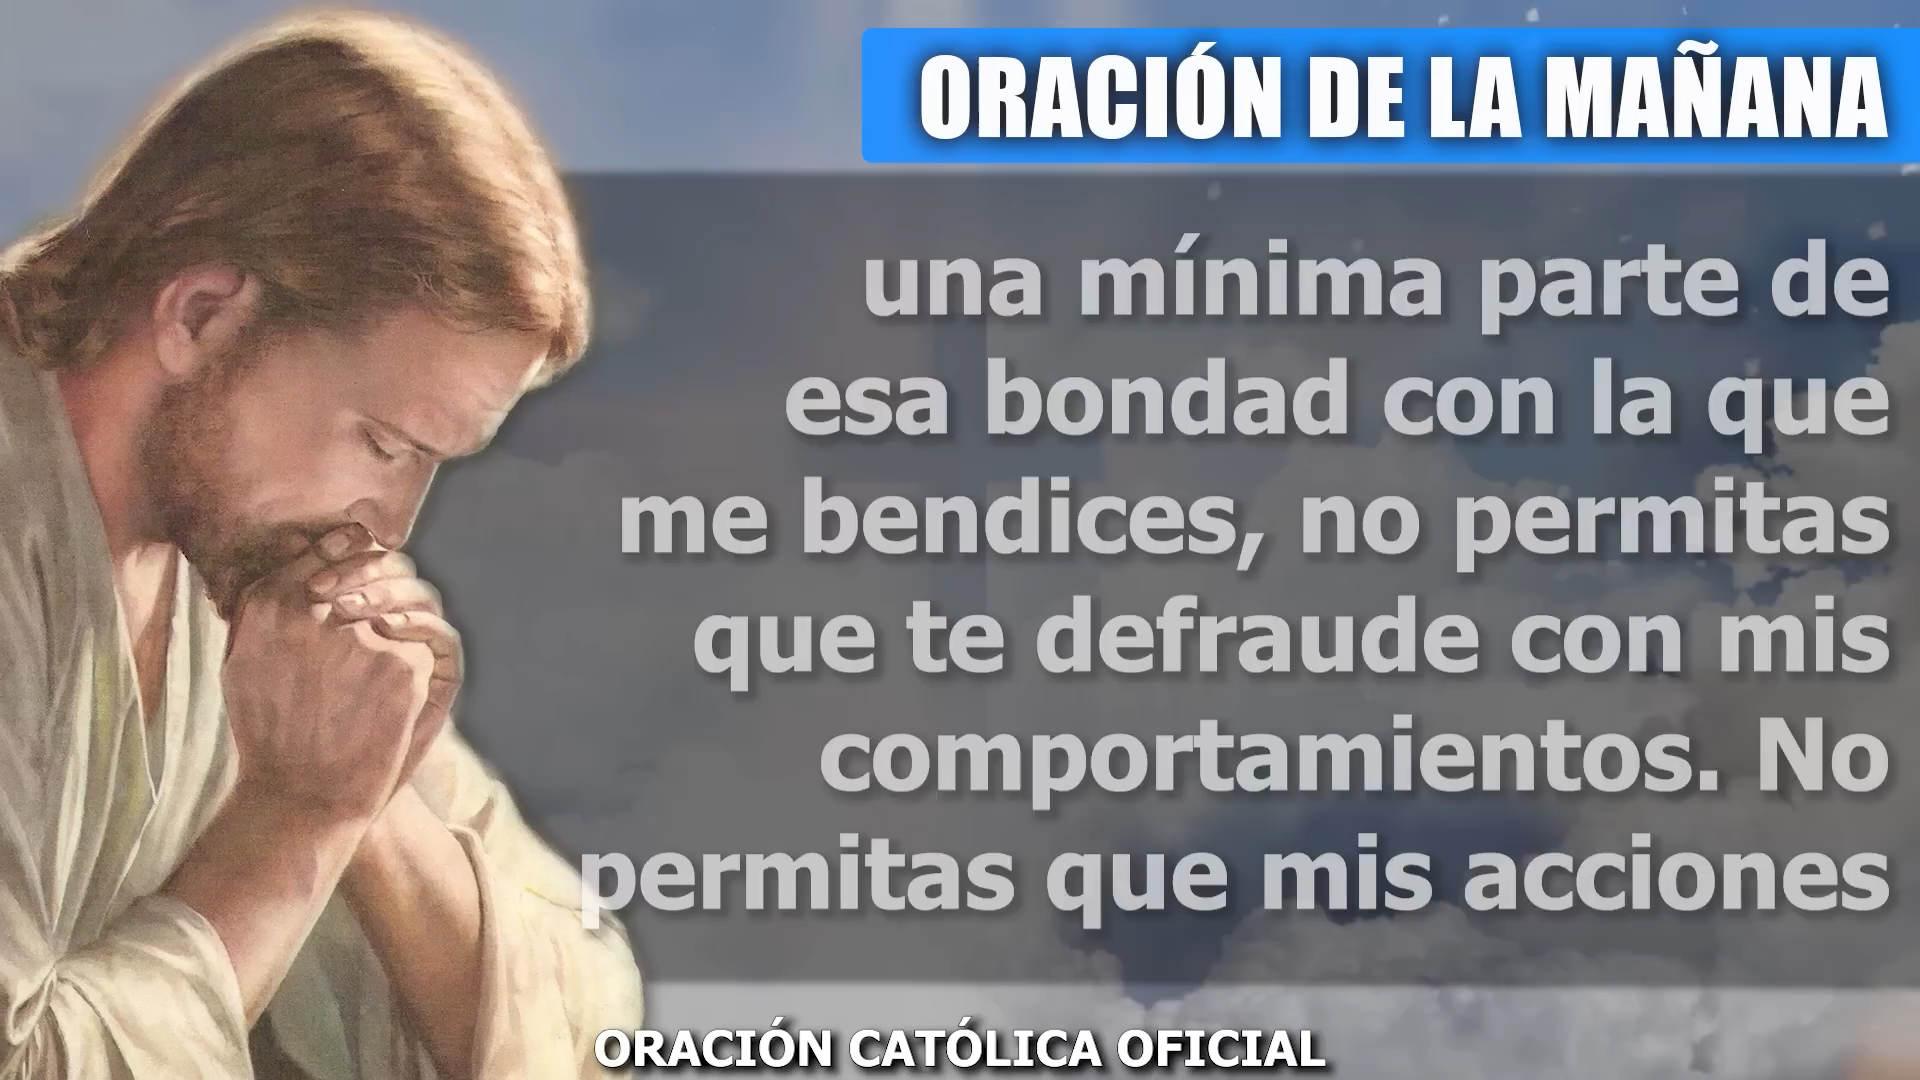 ORACIÓN DE LA MAÑANA
una mínima parte de
esa bondad con la que
me bendices, no permitas
que te defraude con mis
comportamientos. No
permitas que mis acciones
ORACIÓN CATÓLICA OFICIAL